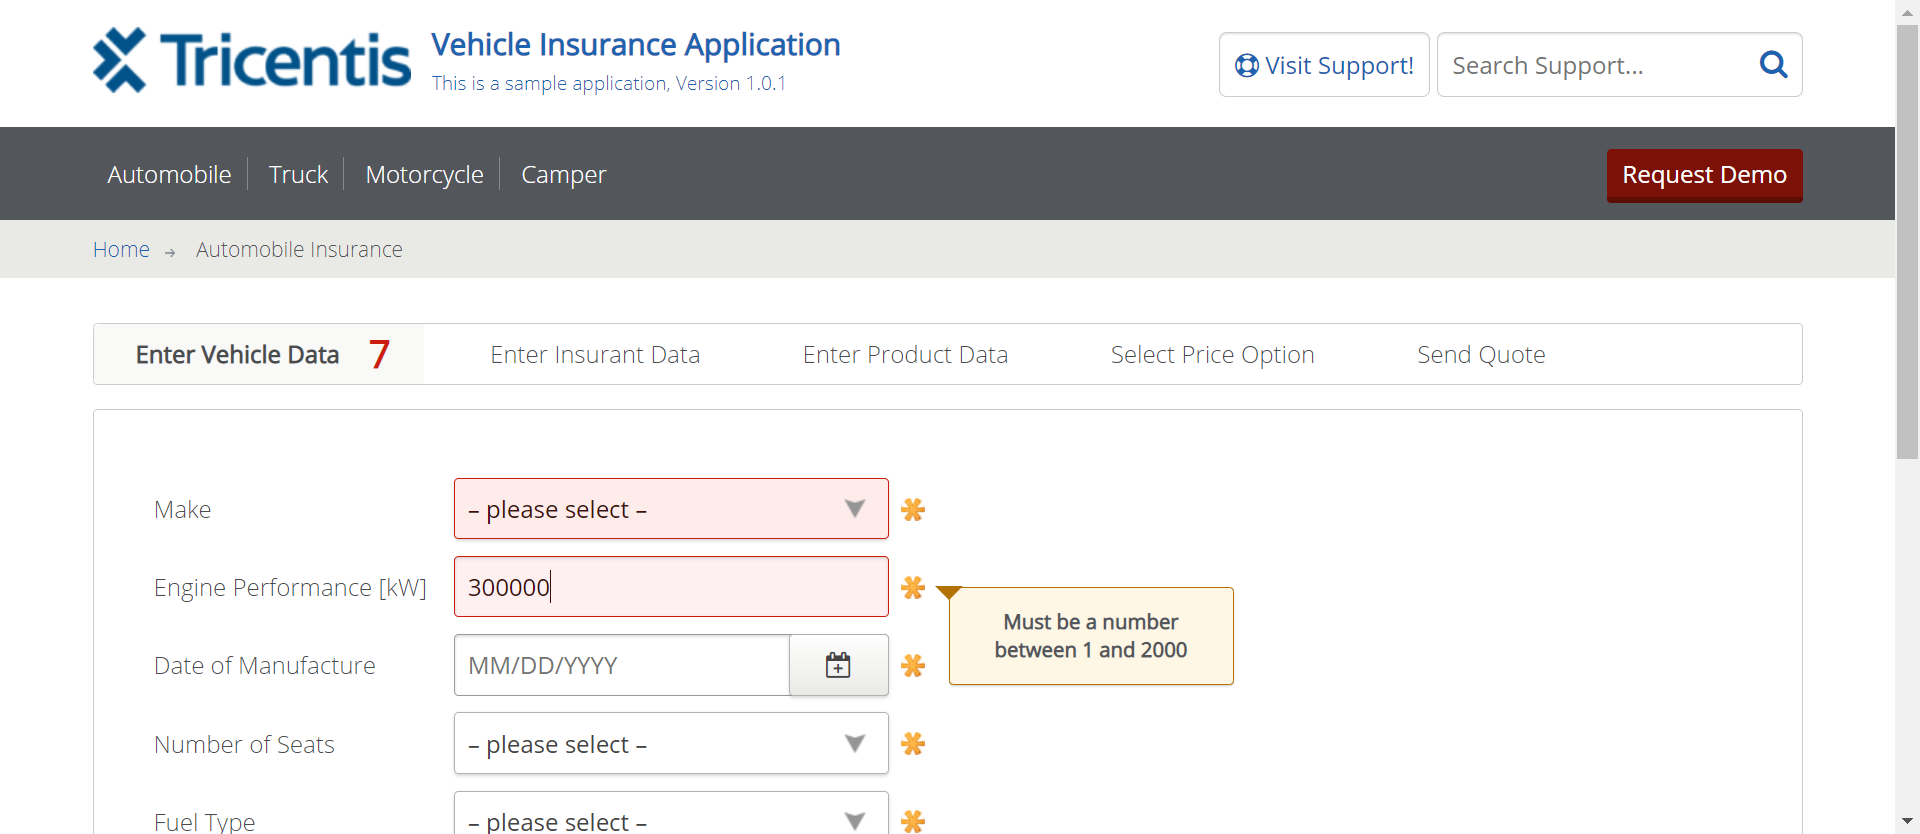 Tricentis
Vehicle Insurance Application
This is a sample application, Version 1.0.1
Visit Support!
Search Support...
Automobile
Truck
Motorcycle
Camper
Request Demo
Home
Automobile Insurance
Enter Vehicle Data 7
Enter Insurant Data
Enter Product Data
Select Price Option
Send Quote
Make
– please select –
Engine Performance [kW]
300000
Must be a number
between 1 and 2000
Date of Manufacture
MM/DD/YYYY
Number of Seats
– please select –
Fuel Type
– please select –